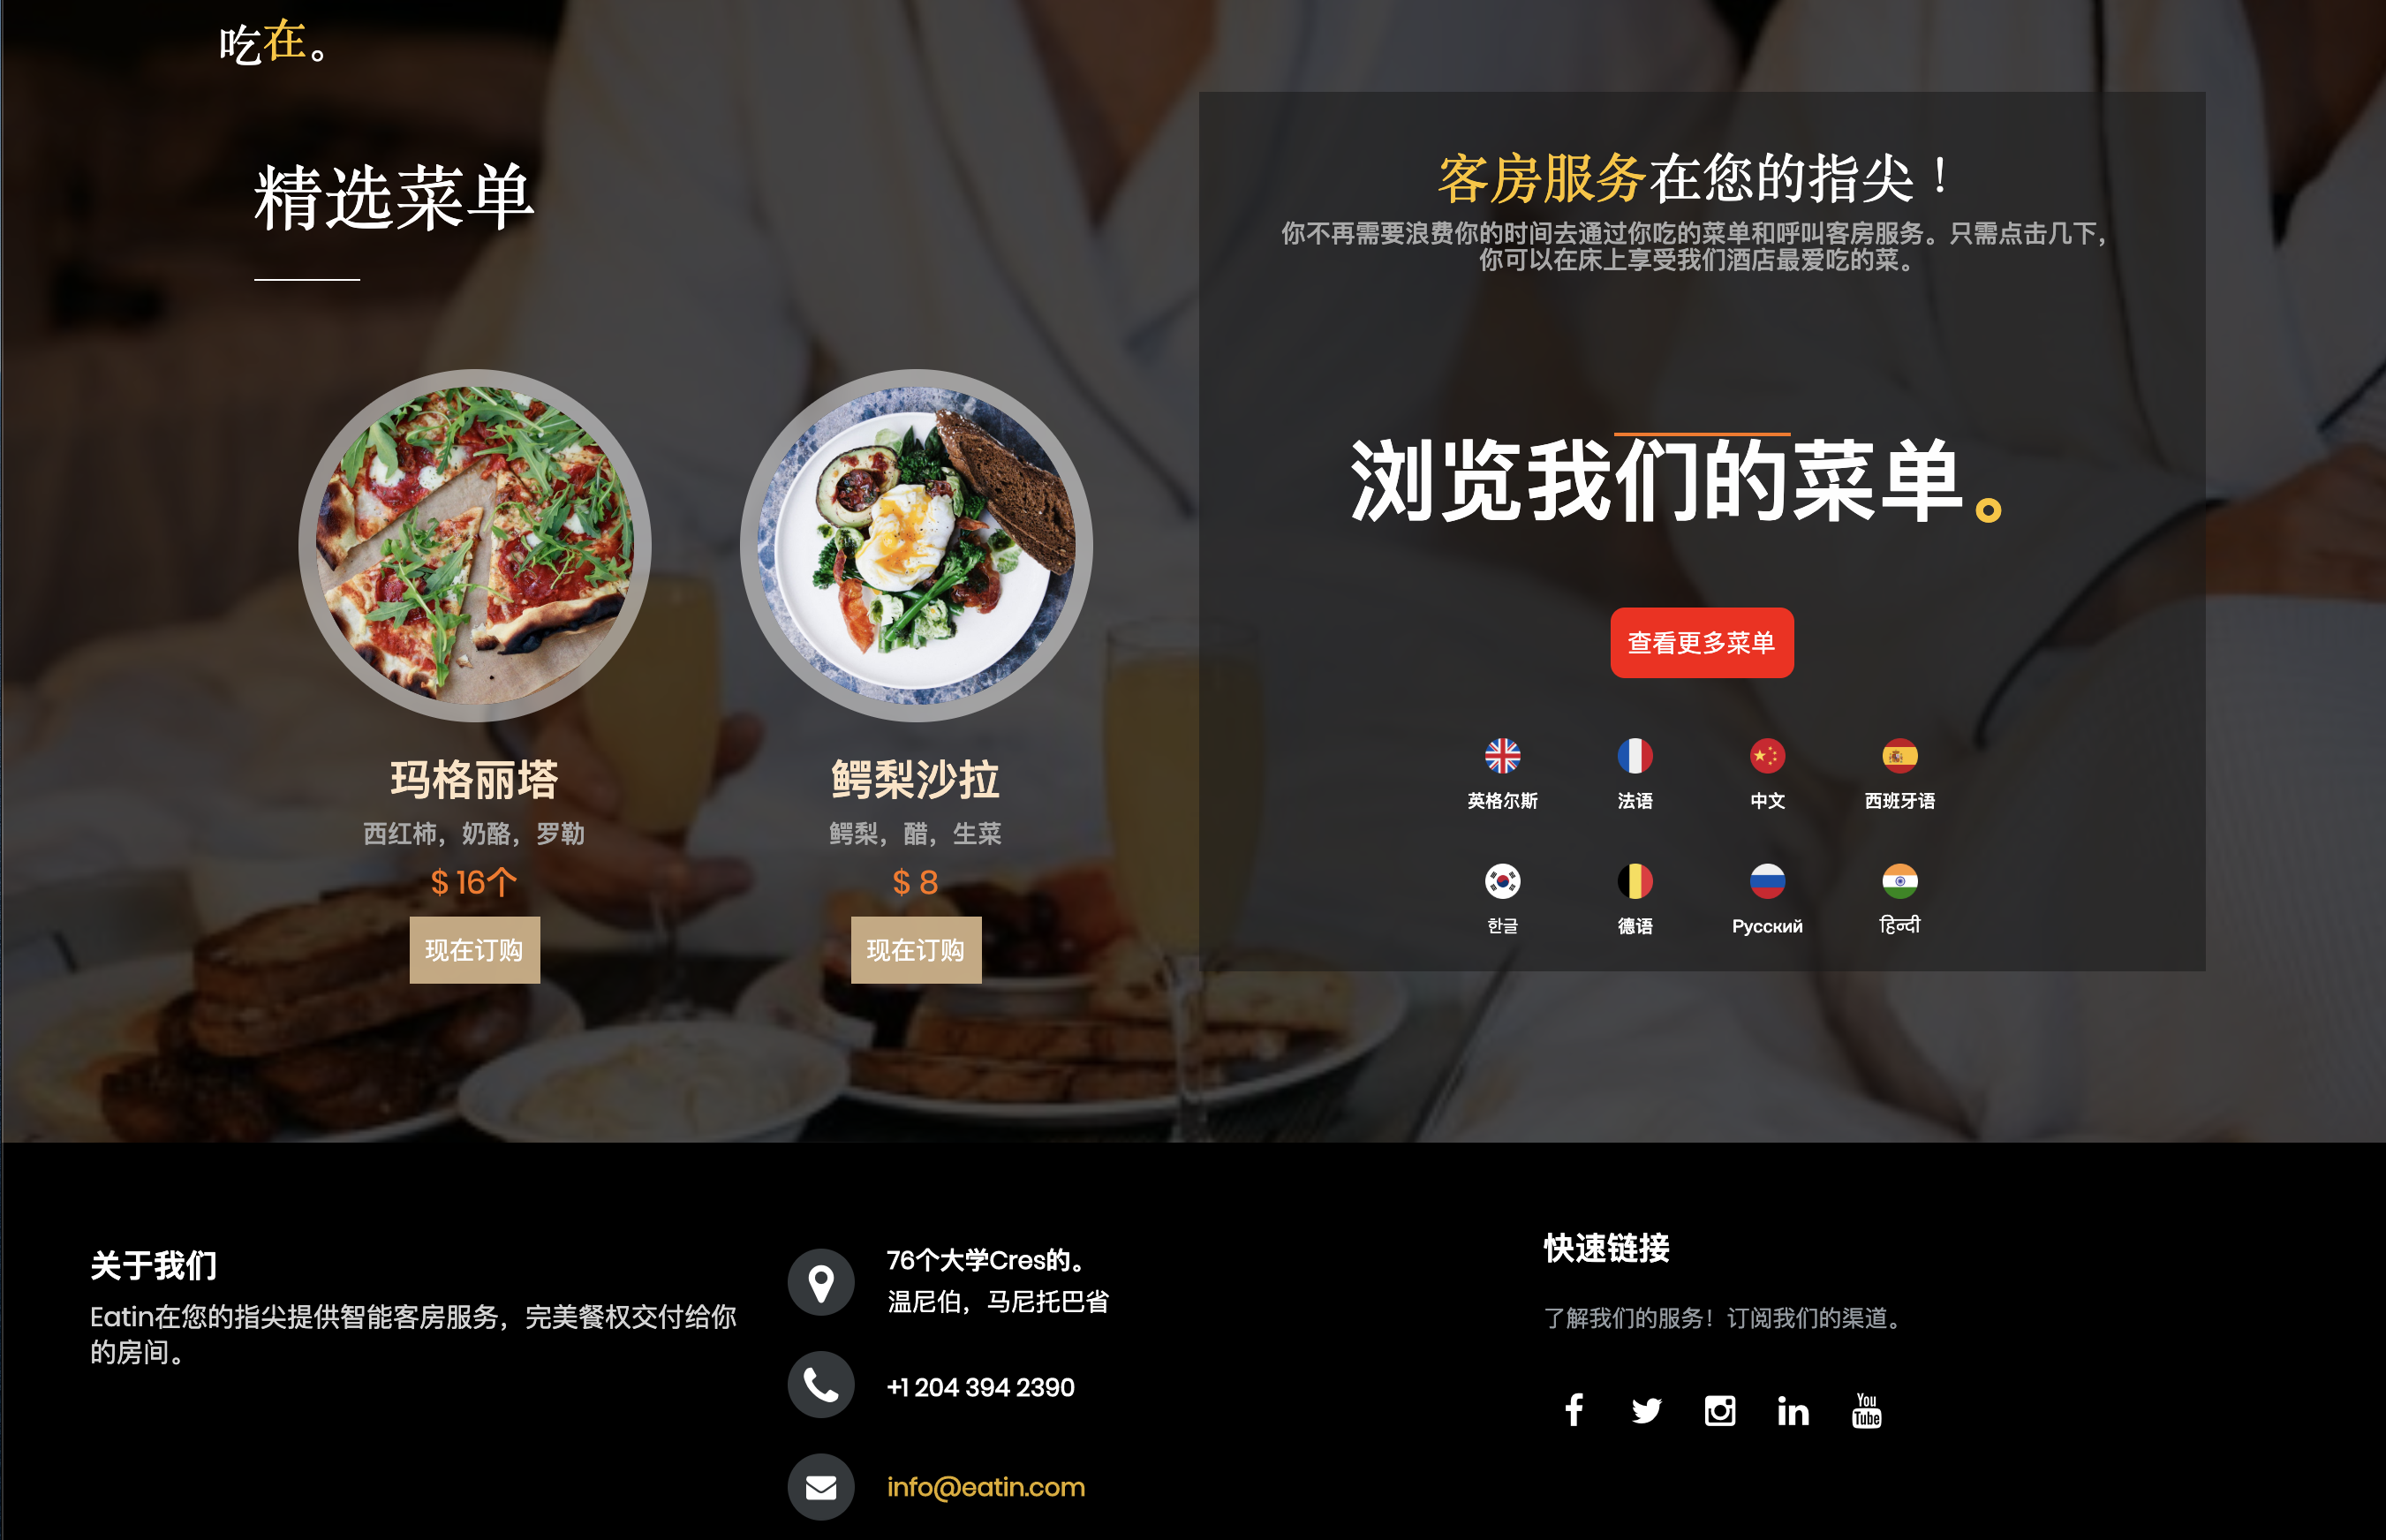 吃在。
精选菜单
玛格丽塔
西红柿，奶酪，罗勒
$ 16个
现在订购
鳄梨沙拉
鳄梨，醋，生菜
$ 8
现在订购
客房服务在您的指尖！
你不再需要浪费你的时间去通过你吃的菜单和呼叫客房服务。只需点击几下，
你可以在床上享受我们酒店最爱吃的菜。
浏览我们的菜单。
查看更多菜单
英格尔斯
法语
中文
西班牙语
한글
德语
Русский
हिन्दी
关于我们
Eatin在您的指尖提供智能客房服务，完美餐权交付给你
的房间。
76个大学Cres的。
温尼伯，马尼托巴省
+1 204 394 2390
info@eatin.com
快速链接
了解我们的服务！订阅我们的渠道。
You
Tube